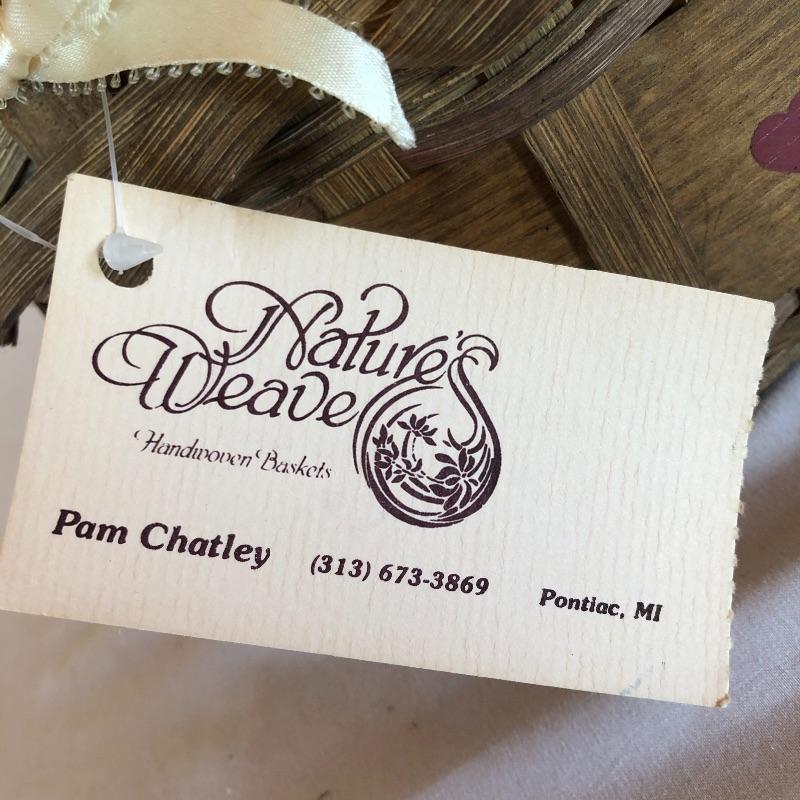 Nature's
Weave
Handwoven Baskets
Pam Chatley (313) 673-3869 Pontiac, MI